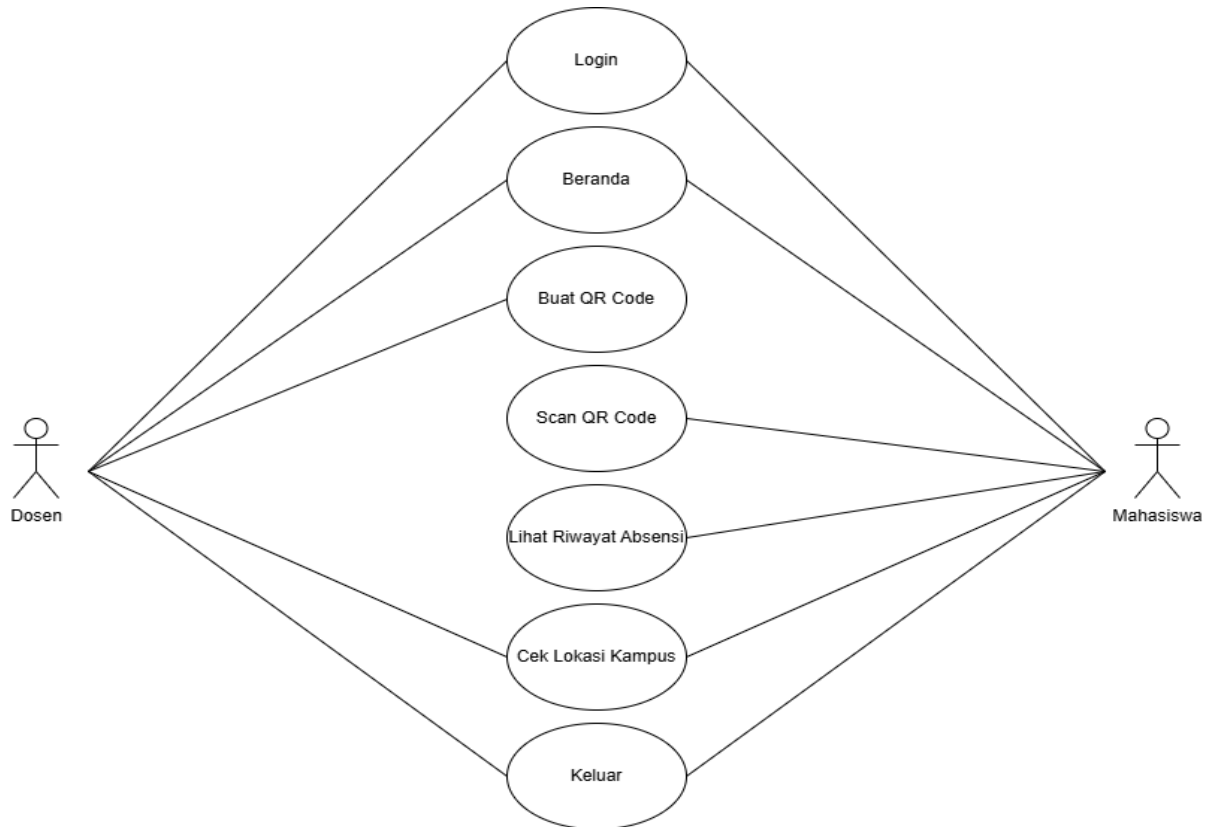 Login
Beranda
Buat QR Code
Scan QR Code
Dosen
Mahasiswa
Lihat Riwayat Absensi
Cek Lokasi Kampus
Keluar